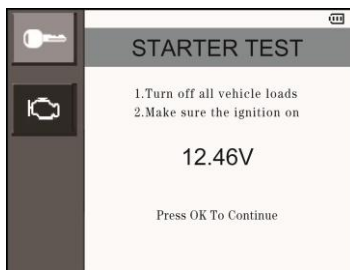 STARTER TEST
1.Turn off all vehicle loads
2.Make sure the ignition on
12.46V
Press OK To Continue